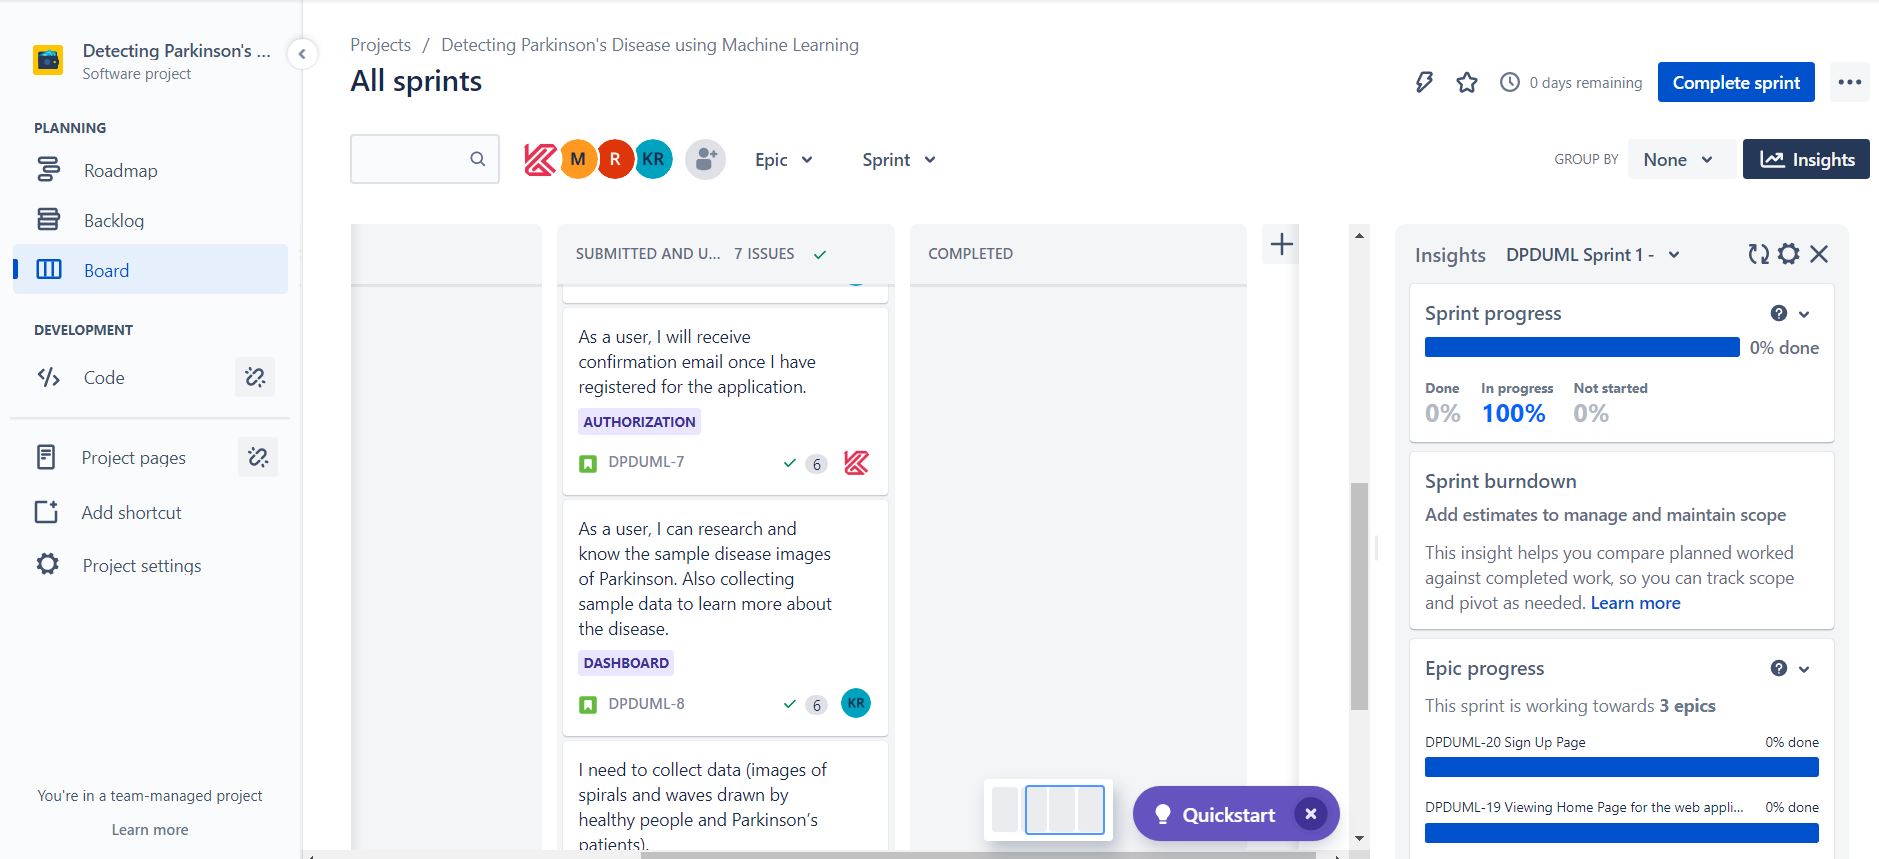 Detecting Parkinson's ...
Software project
PLANNING
Roadmap
Backlog
Board
DEVELOPMENT
Code
Project pages
Add shortcut
Project settings
You're in a team-managed project
Learn more
Projects / Detecting Parkinson's Disease using Machine Learning
All sprints
0 days remaining
Complete sprint
M R KR
Epic
Sprint
GROUP BY
None
Insights
SUBMITTED AND U... 7 ISSUES
As a user, I will receive
confirmation email once I have
registered for the application.
AUTHORIZATION
DPDUML-7
6
As a user, I can research and
know the sample disease images
of Parkinson. Also collecting
sample data to learn more about
the disease.
DASHBOARD
DPDUML-8
6
KR
I need to collect data (images of
spirals and waves drawn by
healthy people and Parkinson's
patients).
COMPLETED
Quickstart
Insights
DPDUML Sprint 1 -
Sprint progress
0% done
Done In progress Not started
0% 100% 0%
Sprint burndown
Add estimates to manage and maintain scope
This insight helps you compare planned worked
against completed work, so you can track scope
and pivot as needed. Learn more
Epic progress
This sprint is working towards 3 epics
DPDUML-20 Sign Up Page 0% done
DPDUML-19 Viewing Home Page for the web appli... 0% done